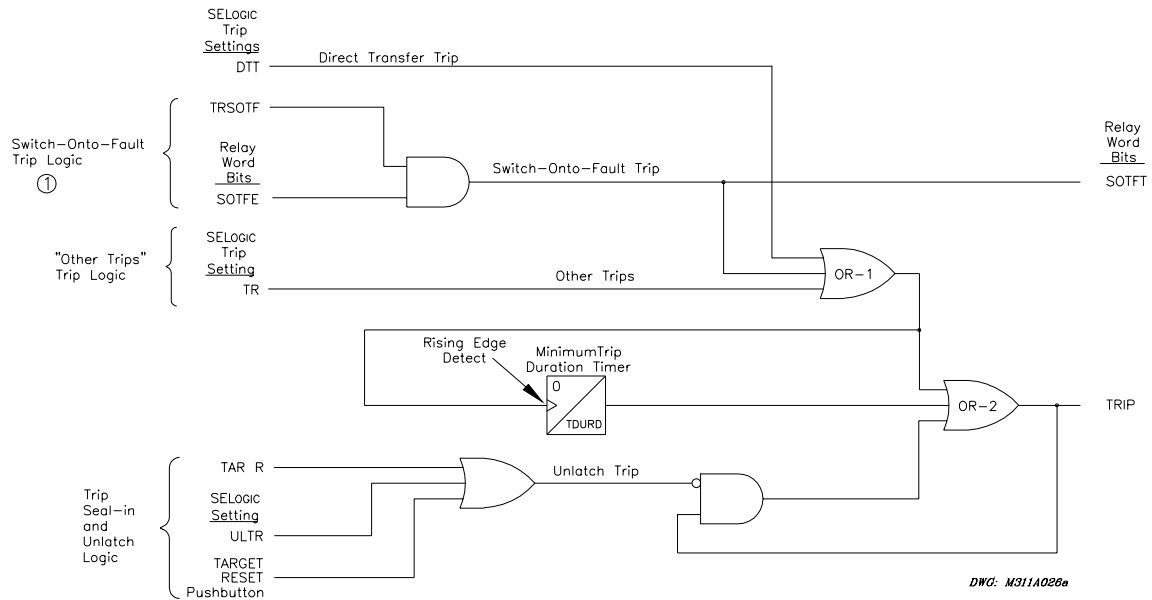 SELOGIC
Trip
Settings
DTT
Direct Transfer Trip
TRSOTF
Switch-Onto-Fault
Trip Logic
1
Relay
Word
Bits
SOTFE
Switch-Onto-Fault Trip
Relay
Word
Bits
SOTFT
"Other Trips"
Trip Logic
SELOGIC
Trip
Setting
TR
Other Trips
OR-1
Rising Edge
Detect
MinimumTrip
Duration Timer
0
TDURD
OR-2
TRIP
Trip
Seal-in
and
Unlatch
Logic
TAR R
SELOGIC
Setting
ULTR
TARGET
RESET
Pushbutton
Unlatch Trip
DWG: M311A026a